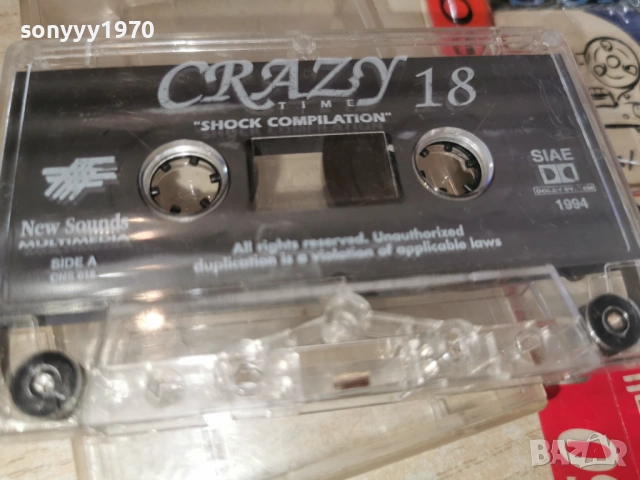 sonyyy1970
CRAZY 18
TIME
"SHOCK COMPILATION"
New Sounds
MULTIMEDIA
SIDE A
SIAE
1994
All rights reserved. Unauthorized
duplication is a violation of applicable laws
BAZAR